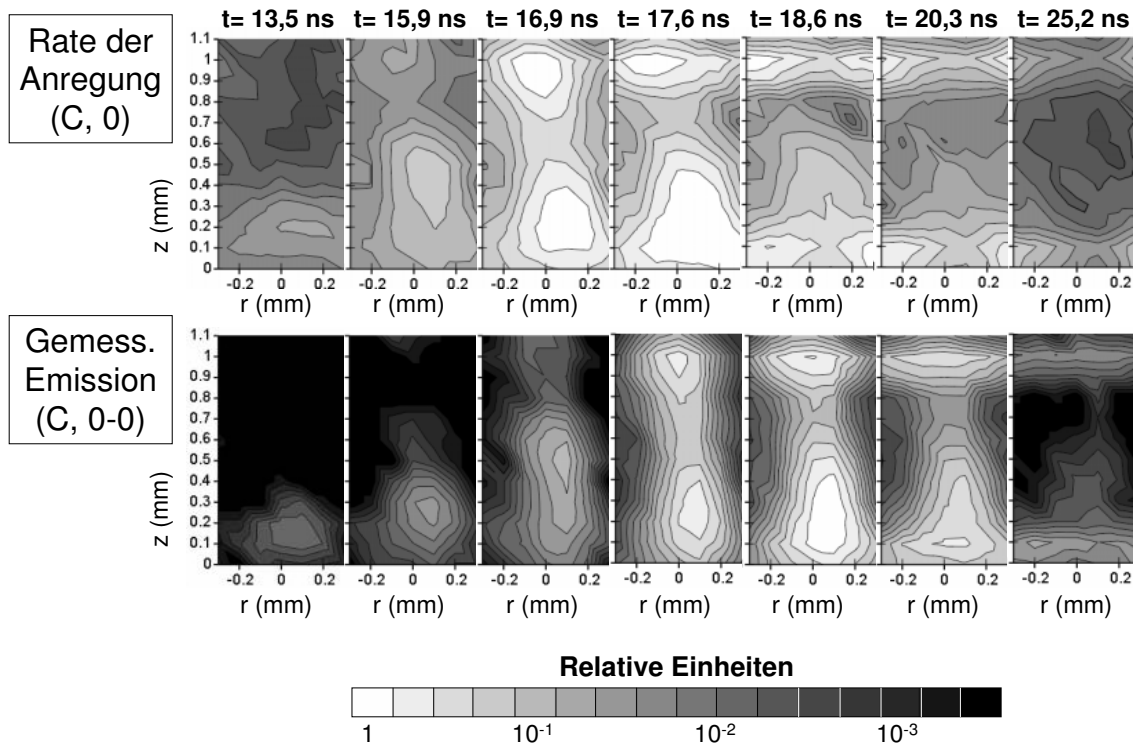 t= 13,5 ns t= 15,9 ns t= 16,9 ns t= 17,6 ns t= 18,6 ns t= 20,3 ns t= 25,2 ns
Rate der
Anregung
(C, 0)
z (mm)
1.1
1
0.9
0.8
0.7
0.6
0.5
0.4
0.3
0.2
0.1
0
-0.2 0 0.2 -0.2 0 0.2 -0.2 0 0.2 -0.2 0 0.2 -0.2 0 0.2 -0.2 0 0.2 -0.2 0 0.2
r (mm) r (mm) r (mm) r (mm) r (mm) r (mm) r (mm)
Gemess.
Emission
(C, 0-0)
z (mm)
1.1
1
0.9
0.8
0.7
0.6
0.5
0.4
0.3
0.2
0.1
0
-0.2 0 0.2 -0.2 0 0.2 -0.2 0 0.2 -0.2 0 0.2 -0.2 0 0.2 -0.2 0 0.2 -0.2 0 0.2
r (mm) r (mm) r (mm) r (mm) r (mm) r (mm) r (mm)
Relative Einheiten
1 10⁻¹ 10⁻² 10⁻³